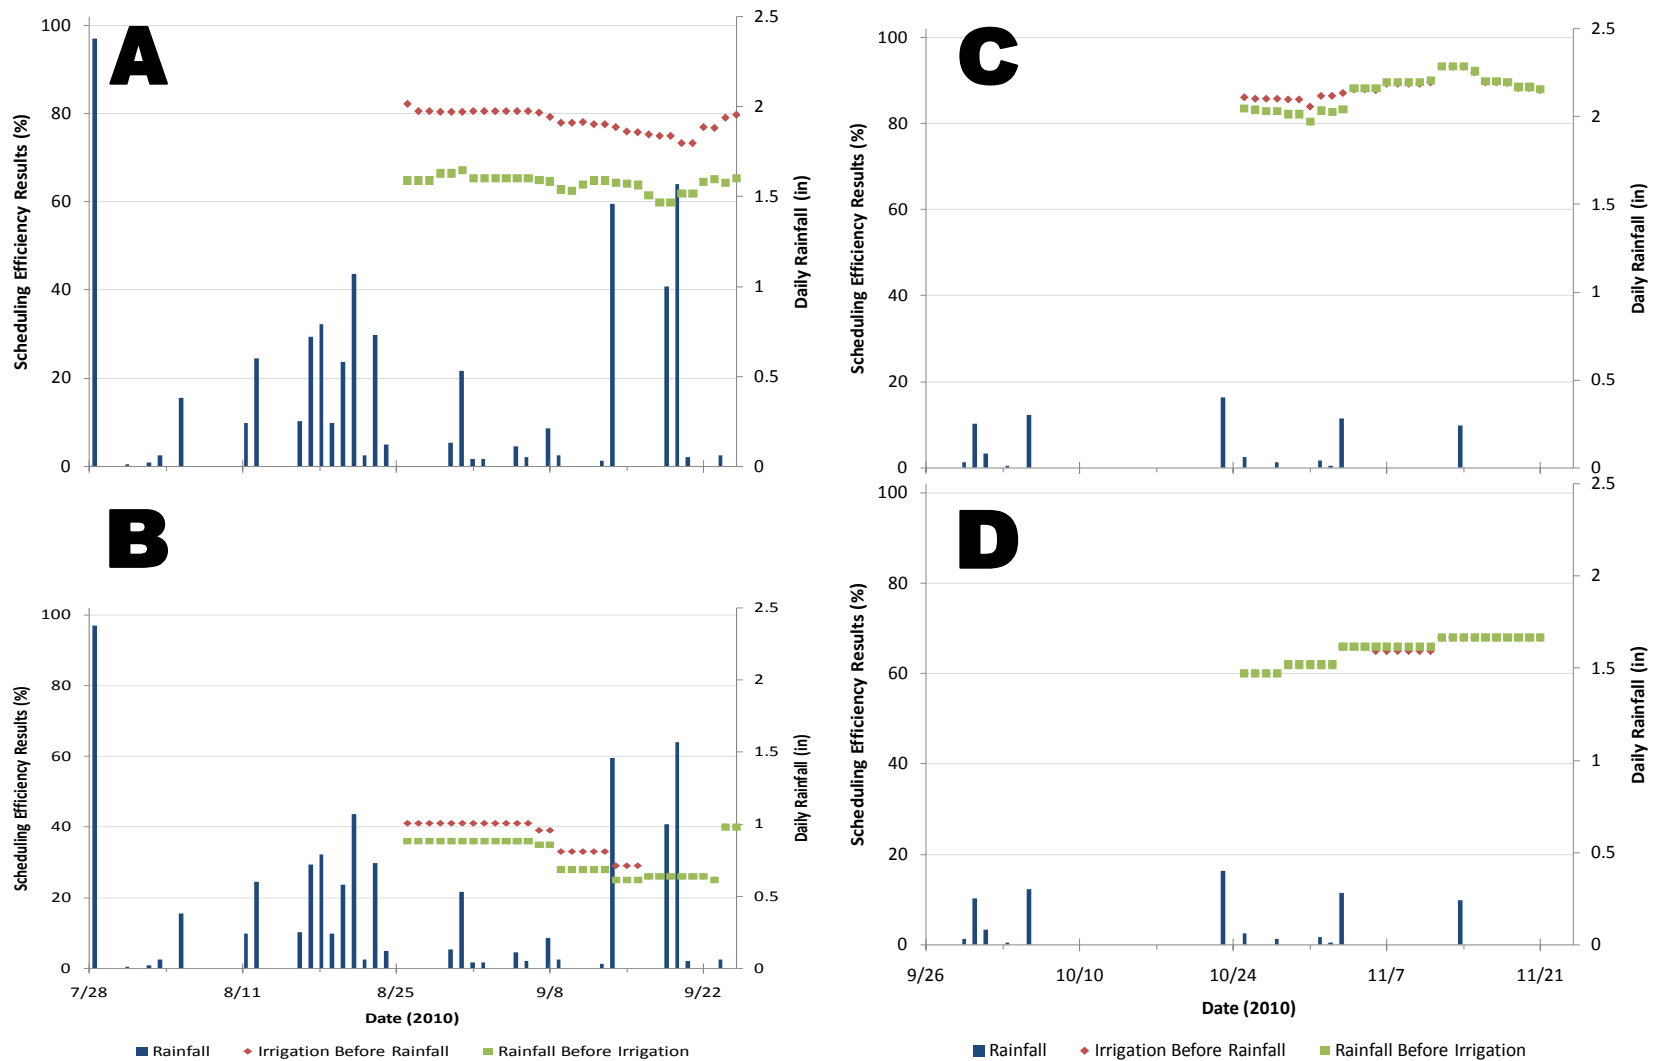 A
Scheduling Efficiency Results (%)
100
80
60
40
20
0
2.5
2
1.5
1
0.5
0
Daily Rainfall (in)
B
Scheduling Efficiency Results (%)
100
80
60
40
20
0
2.5
2
1.5
1
0.5
0
Daily Rainfall (in)
7/28 8/11 8/25 9/8 9/22
Date (2010)
Rainfall Irrigation Before Rainfall Rainfall Before Irrigation
C
Scheduling Efficiency Results (%)
100
80
60
40
20
0
2.5
2
1.5
1
0.5
0
Daily Rainfall (in)
D
Scheduling Efficiency Results (%)
100
80
60
40
20
0
2.5
2
1.5
1
0.5
0
Daily Rainfall (in)
9/26 10/10 10/24 11/7 11/21
Date (2010)
Rainfall Irrigation Before Rainfall Rainfall Before Irrigation